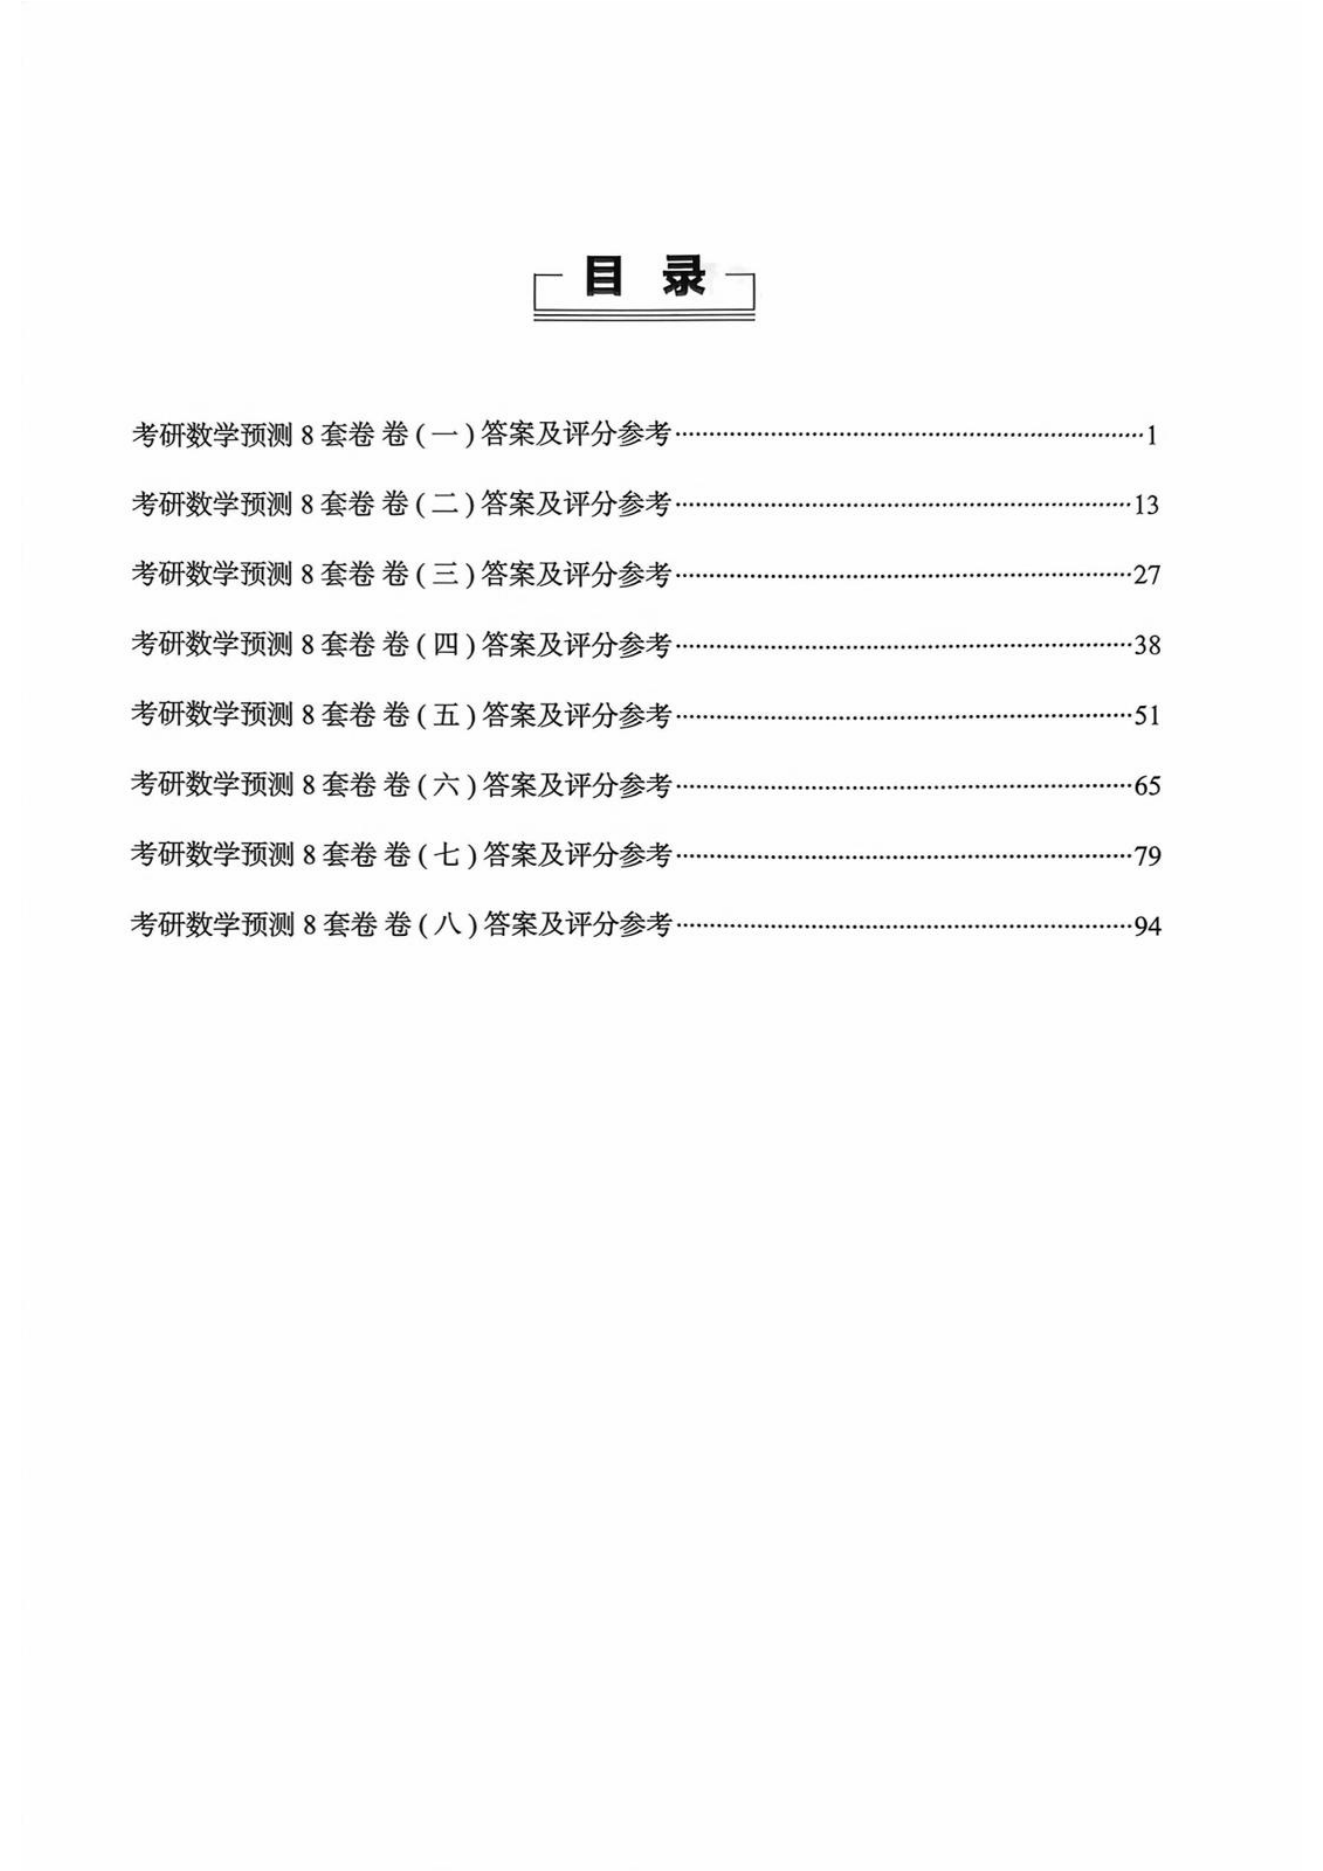 目 录
考研数学预测 8 套卷 卷(一)答案及评分参考……………………………………………………1
考研数学预测 8 套卷 卷(二)答案及评分参考……………………………………………………13
考研数学预测 8 套卷 卷(三)答案及评分参考……………………………………………………27
考研数学预测 8 套卷 卷(四)答案及评分参考……………………………………………………38
考研数学预测 8 套卷 卷(五)答案及评分参考……………………………………………………51
考研数学预测 8 套卷 卷(六)答案及评分参考……………………………………………………65
考研数学预测 8 套卷 卷(七)答案及评分参考……………………………………………………79
考研数学预测 8 套卷 卷(八)答案及评分参考……………………………………………………94